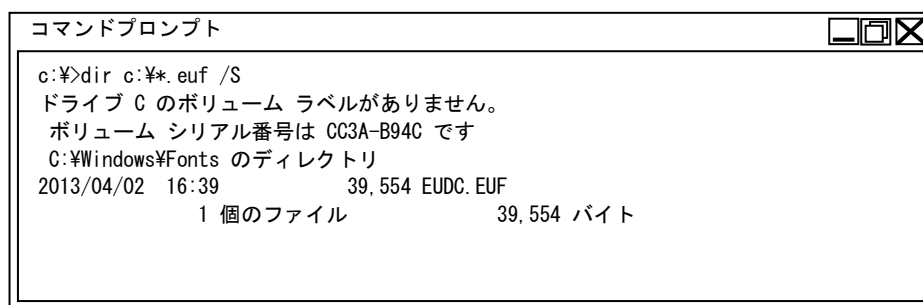 コマンドプロンプト
c:¥>dir c:¥*.euf /S
ドライブ C のボリューム ラベルがありません。
ボリューム シリアル番号は CC3A-B94C です
C:¥Windows¥Fonts のディレクトリ
2013/04/02 16:39 39,554 EUDC.EUF
1 個のファイル 39,554 バイト